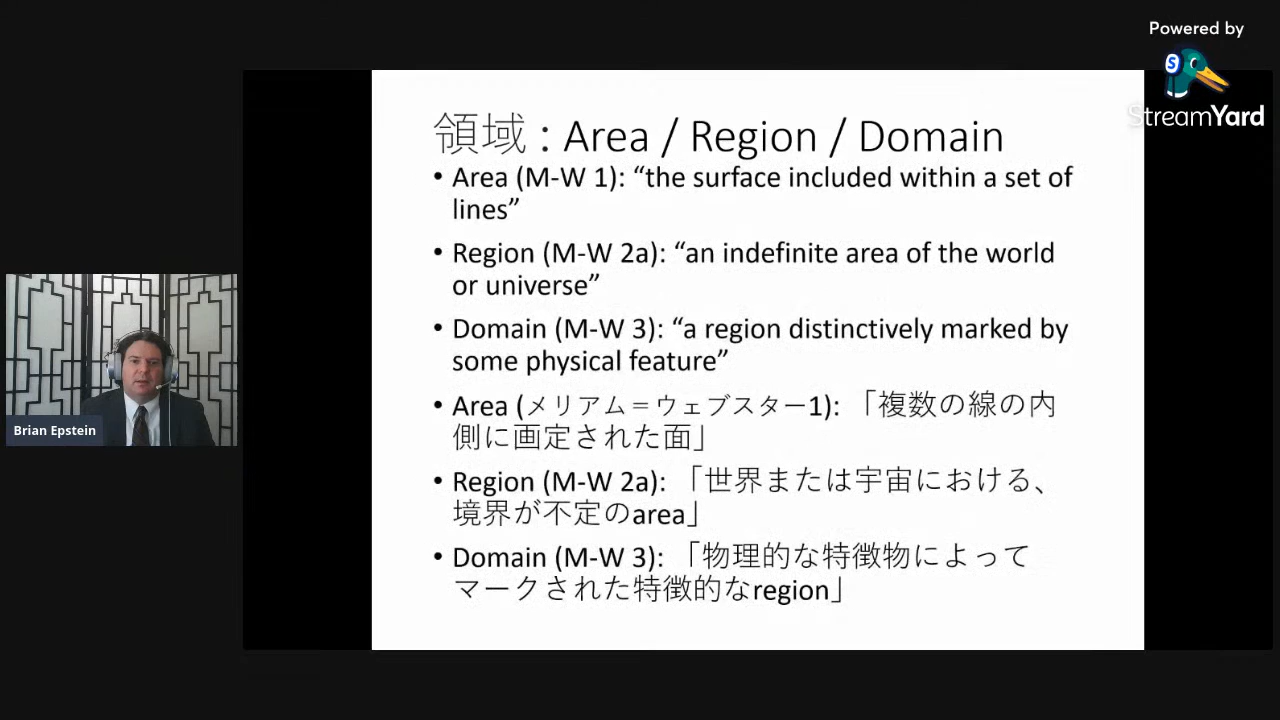 Powered by
StreamYard
領域 : Area / Region / Domain
• Area (M-W 1): “the surface included within a set of
lines”
• Region (M-W 2a): “an indefinite area of the world
or universe”
• Domain (M-W 3): “a region distinctively marked by
some physical feature”
• Area (メリアム＝ウェブスター1): 「複数の線の内
側に画定された面」
• Region (M-W 2a): 「世界または宇宙における、
境界が不定のarea」
• Domain (M-W 3): 「物理的な特徴物によって
マークされた特徴的なregion」
Brian Epstein